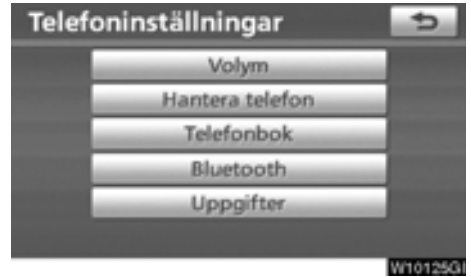 Telefoninställningar
Volym
Hantera telefon
Telefonbok
Bluetooth
Uppgifter
W10125GI